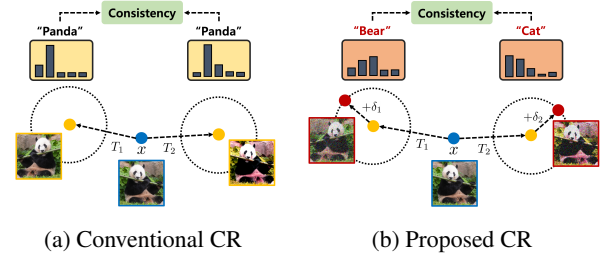 Consistency
"Panda"
"Panda"
T₁
x
T₂
(a) Conventional CR
Consistency
"Bear"
"Cat"
+δ₁
+δ₂
T₁
x
T₂
(b) Proposed CR